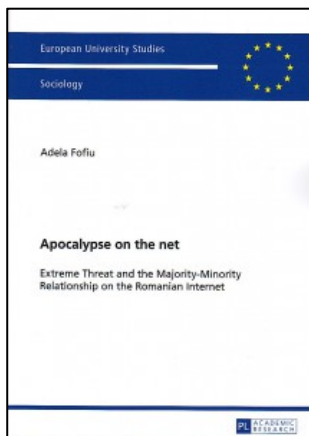 European University Studies
Sociology
Adela Fofiu
Apocalypse on the net
Extreme Threat and the Majority-Minority
Relationship on the Romanian Internet
PL ACADEMIC
RESEARCH